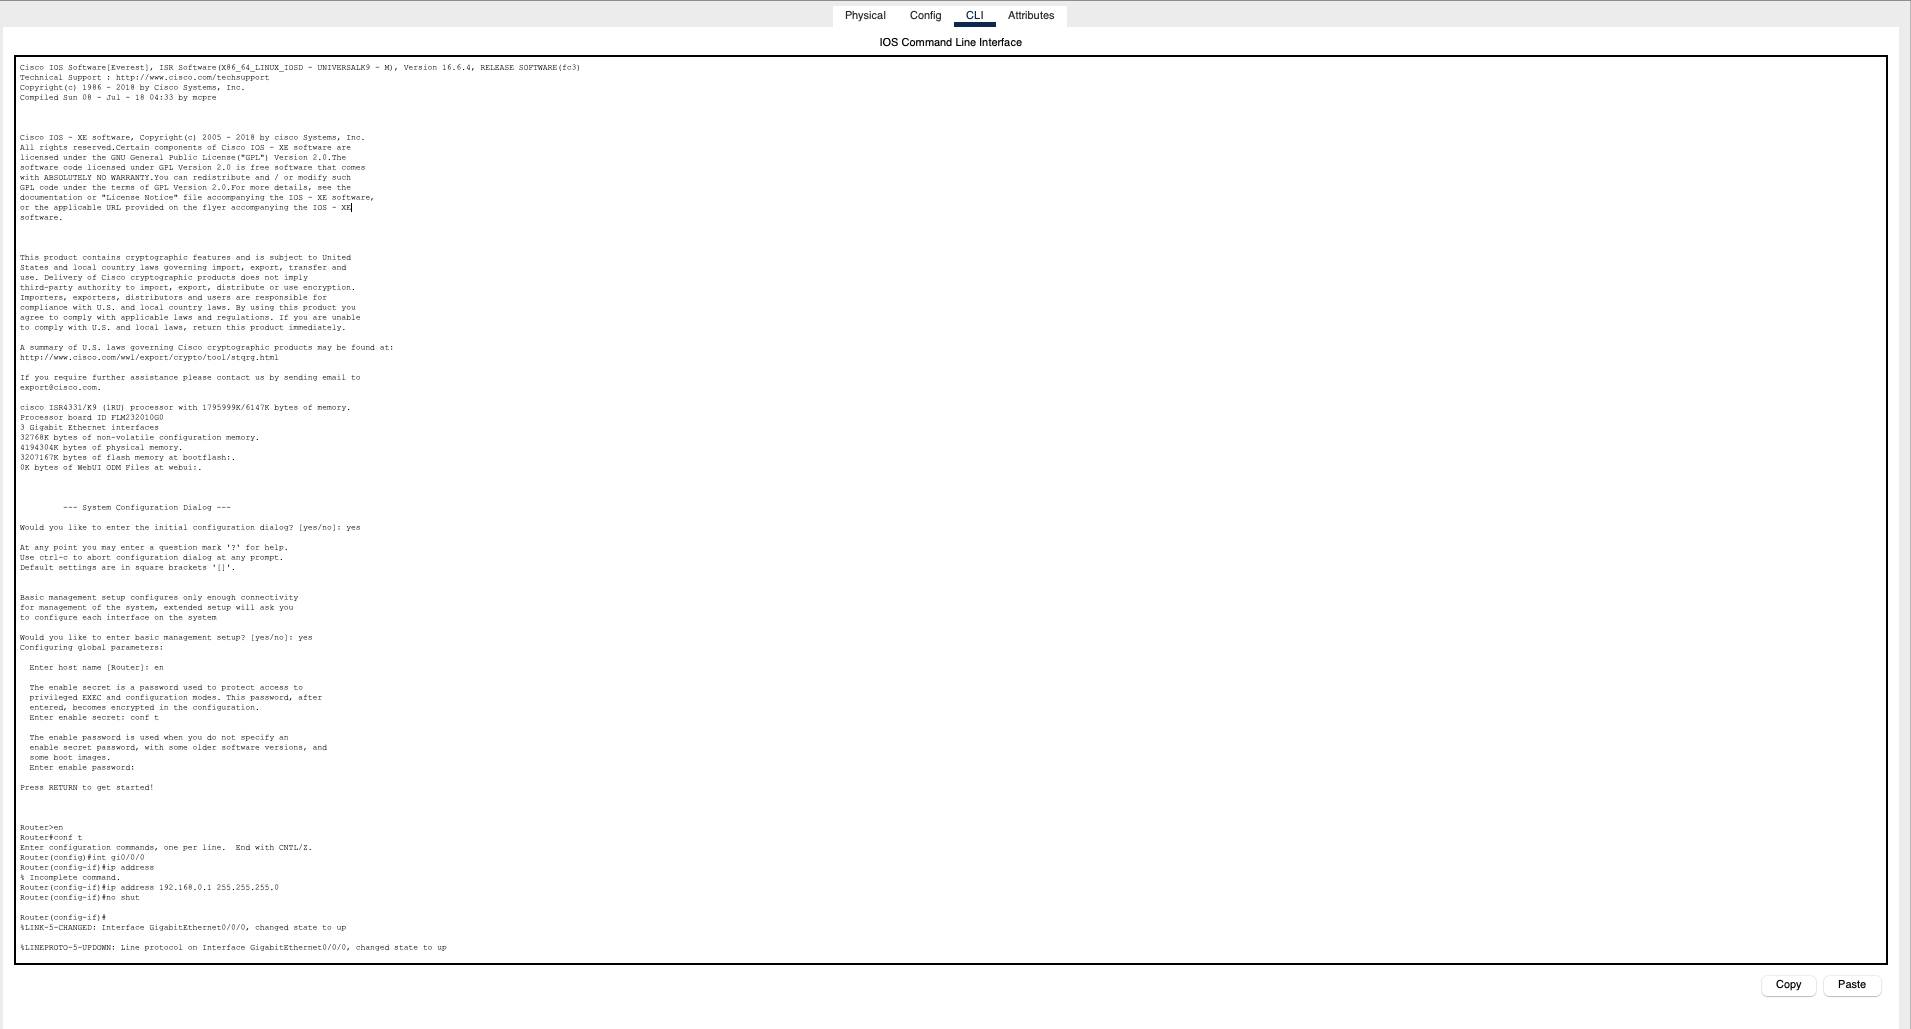 Physical
Config
CLI
Attributes
IOS Command Line Interface
Cisco IOS Software[Everest], ISR Software(X86_64_LINUX_IOSD - UNIVERSALK9 - M), Version 16.6.4, RELEASE SOFTWARE(fc3)
Technical Support : http://www.cisco.com/techsupport
Copyright(c) 1986 - 2018 by Cisco Systems, Inc.
Compiled Sun 08 - Jul - 18 04:33 by mcpre
Cisco IOS - XE software, Copyright(c) 2005 - 2018 by cisco Systems, Inc.
All rights reserved.Certain components of Cisco IOS - XE software are
licensed under the GNU General Public License("GPL") Version 2.0.The
software code licensed under GPL Version 2.0 is free software that comes
with ABSOLUTELY NO WARRANTY.You can redistribute and / or modify such
GPL code under the terms of GPL Version 2.0.For more details, see the
documentation or "License Notice" file accompanying the IOS - XE software,
or the applicable URL provided on the flyer accompanying the IOS - XE
software.
This product contains cryptographic features and is subject to United
States and local country laws governing import, export, transfer and
use. Delivery of Cisco cryptographic products does not imply
third-party authority to import, export, distribute or use encryption.
Importers, exporters, distributors and users are responsible for
compliance with U.S. and local country laws. By using this product you
agree to comply with applicable laws and regulations. If you are unable
to comply with U.S. and local laws, return this product immediately.
A summary of U.S. laws governing Cisco cryptographic products may be found at:
http://www.cisco.com/wwl/export/crypto/tool/stqrg.html
If you require further assistance please contact us by sending email to
export@cisco.com.
cisco ISR4331/K9 (1RU) processor with 1795999K/6147K bytes of memory.
Processor board ID FLM232010G0
3 Gigabit Ethernet interfaces
32768K bytes of non-volatile configuration memory.
4194304K bytes of physical memory.
3207167K bytes of flash memory at bootflash:.
0K bytes of WebUI ODM Files at webui:.
--- System Configuration Dialog ---
Would you like to enter the initial configuration dialog? [yes/no]: yes
At any point you may enter a question mark '?' for help.
Use ctrl-c to abort configuration dialog at any prompt.
Default settings are in square brackets '[]'.
Basic management setup configures only enough connectivity
for management of the system, extended setup will ask you
to configure each interface on the system
Would you like to enter basic management setup? [yes/no]: yes
Configuring global parameters:
Enter host name [Router]: en
The enable secret is a password used to protect access to
privileged EXEC and configuration modes. This password, after
entered, becomes encrypted in the configuration.
Enter enable secret: conf t
The enable password is used when you do not specify an
enable secret password, with some older software versions, and
some boot images.
Enter enable password:
Press RETURN to get started!
Router>en
Router#conf t
Enter configuration commands, one per line.  End with CNTL/Z.
Router(config)#int gi0/0/0
Router(config-if)#ip address
% Incomplete command.
Router(config-if)#ip address 192.168.0.1 255.255.255.0
Router(config-if)#no shut
Router(config-if)#
%LINK-5-CHANGED: Interface GigabitEthernet0/0/0, changed state to up
%LINEPROTO-5-UPDOWN: Line protocol on Interface GigabitEthernet0/0/0, changed state to up
Copy
Paste